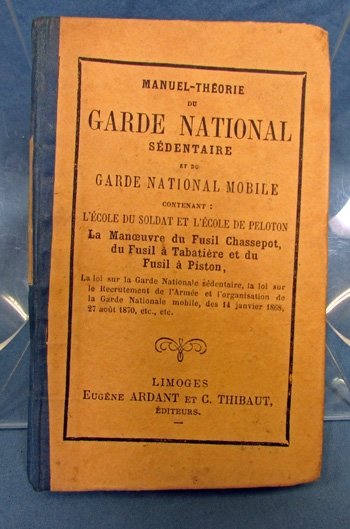 MANUEL-THÉORIE
DU
GARDE NATIONAL
SÉDENTAIRE
ET DU
GARDE NATIONAL MOBILE
CONTENANT :
L'ÉCOLE DU SOLDAT ET L'ÉCOLE DE PELOTON
La Manœuvre du Fusil Chassepot,
du Fusil à Tabatière et du
Fusil à Piston,
La loi sur la Garde Nationale sédentaire, la loi sur
le Recrutement de l'Armée et l'organisation de
la Garde Nationale mobile, des 14 janvier 1868,
27 août 1870, etc., etc.
LIMOGES
EUGÈNE ARDANT ET C. THIBAUT,
ÉDITEURS.